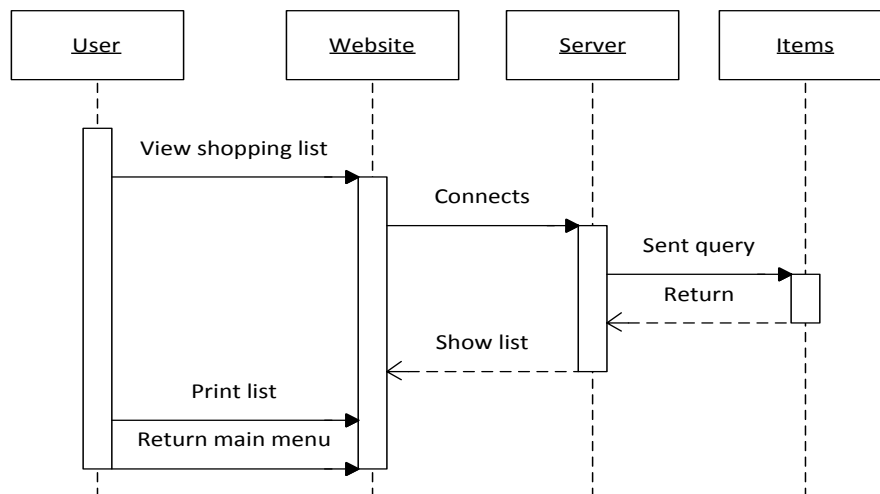 User
Website
Server
Items
View shopping list
Connects
Sent query
Return
Show list
Print list
Return main menu